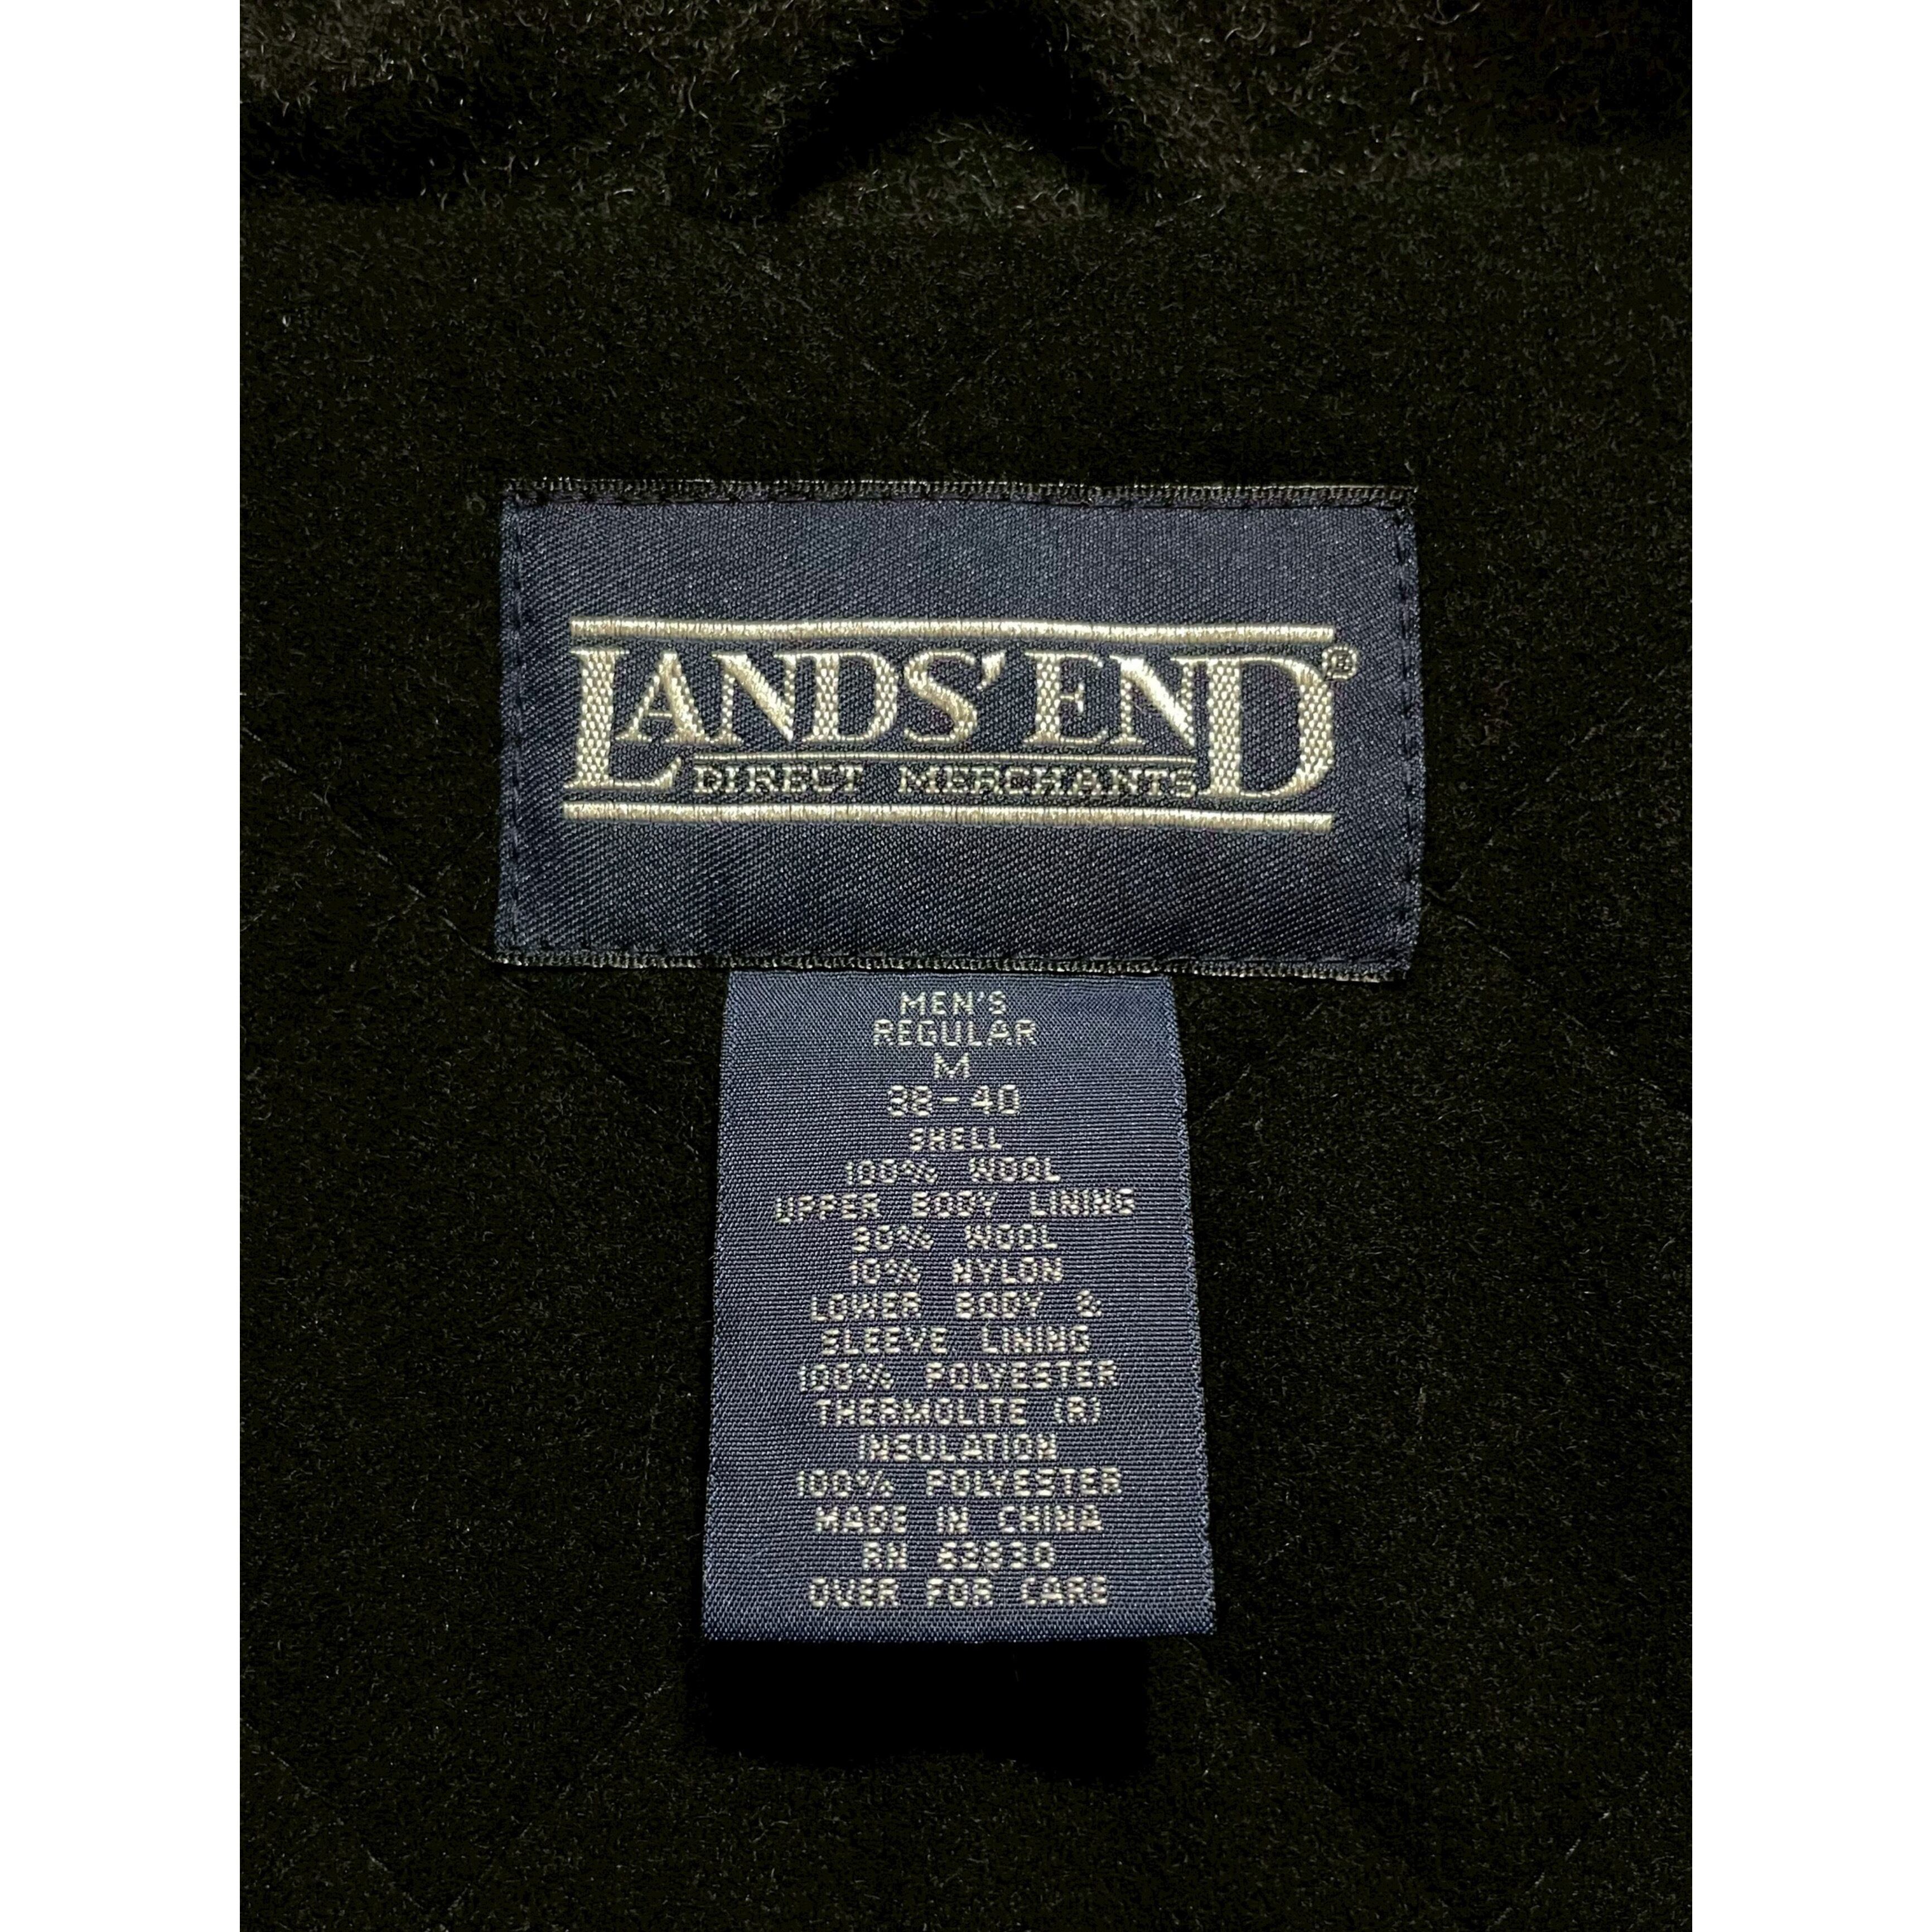 LANDS' END®
DIRECT MERCHANTS
MEN'S
REGULAR
M
38-40
SHELL
100% WOOL
UPPER BODY LINING
90% WOOL
10% NYLON
LOWER BODY &
SLEEVE LINING
100% POLYESTER
THERMOLITE (R)
INSULATION
100% POLYESTER
MADE IN CHINA
RN 62830
OVER FOR CARE